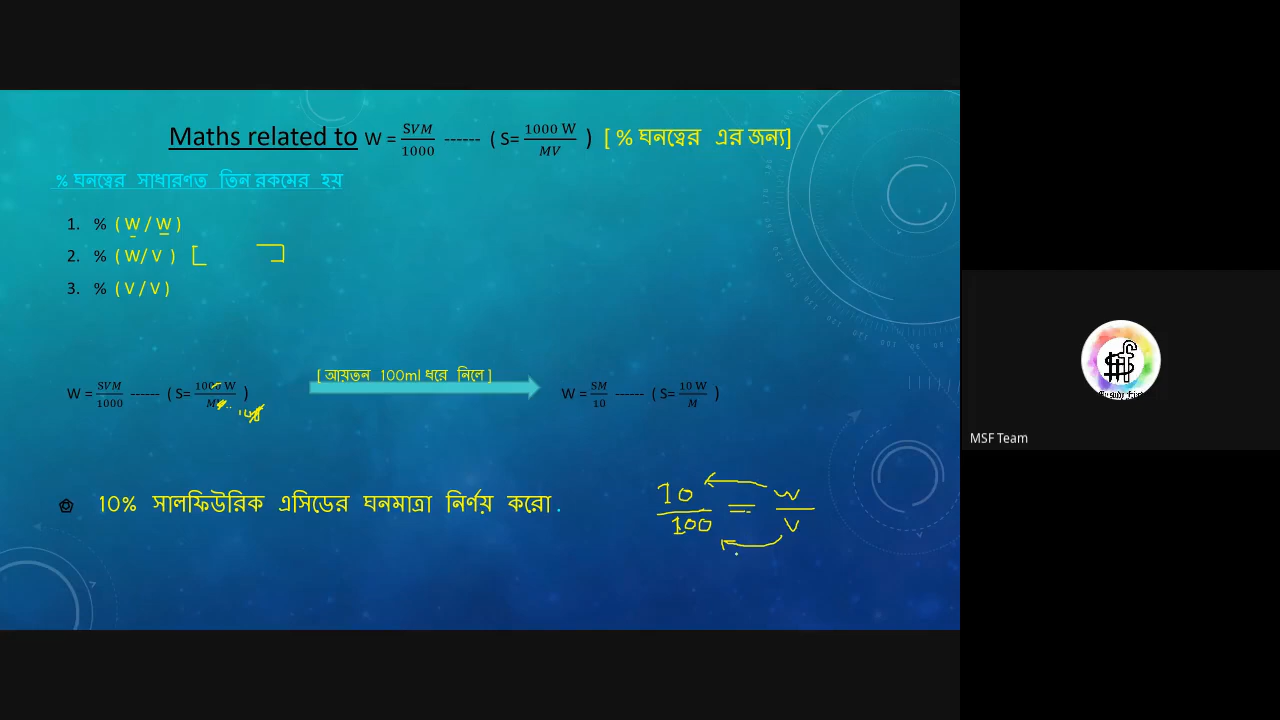 Maths related to W = SVM/1000 ------ ( S= 1000 W/MV ) [ % ঘনত্বের এর জন্য]
% ঘনত্বের সাধারণত তিন রকমের হয়
1. % ( W / W )
2. % ( W/ V )
3. % ( V / V )
[ আয়তন 100ml ধরে নিলে ]
W = SVM/1000 ------ ( S= 1000 W/MV )
W = SM/10 ------ ( S= 10 W/M )
10% সালফিউরিক এসিডের ঘনমাত্রা নির্ণয় করো .
10/100 = W/V
MSF Team